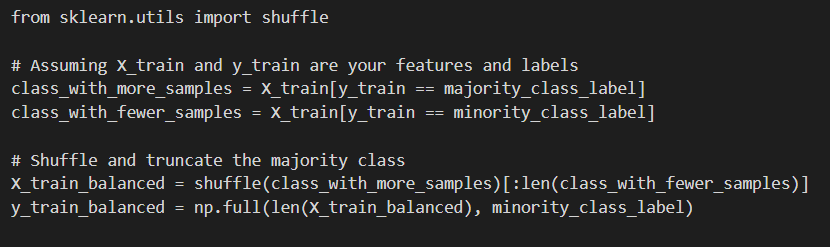 from sklearn.utils import shuffle
# Assuming X_train and y_train are your features and labels
class_with_more_samples = X_train[y_train == majority_class_label]
class_with_fewer_samples = X_train[y_train == minority_class_label]
# Shuffle and truncate the majority class
X_train_balanced = shuffle(class_with_more_samples)[:len(class_with_fewer_samples)]
y_train_balanced = np.full(len(X_train_balanced), minority_class_label)